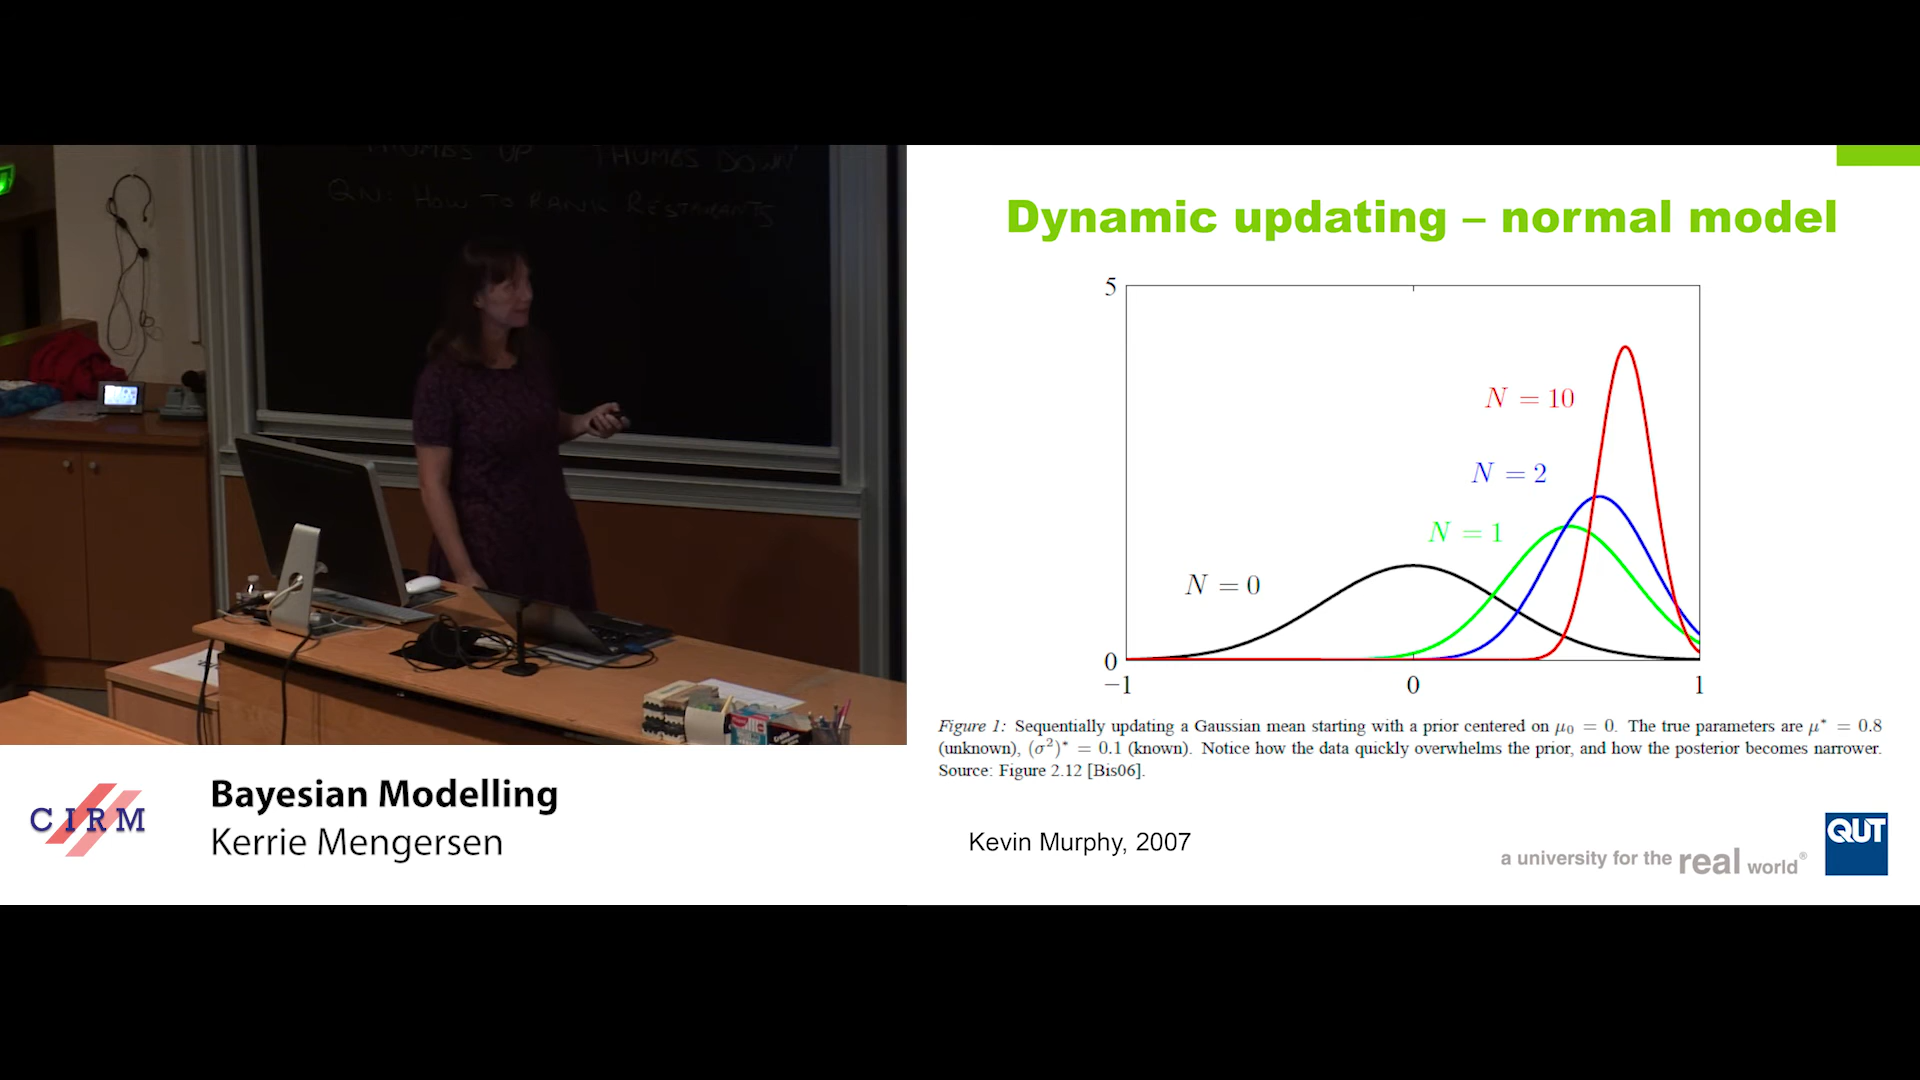 THUMBS UP THUMBS DOWN
QN: HOW TO RANK RESTAURANTS
Dynamic updating – normal model
5
N = 10
N = 2
N = 1
N = 0
0
−1 0 1
Figure 1: Sequentially updating a Gaussian mean starting with a prior centered on μ₀ = 0. The true parameters are μ* = 0.8
(unknown), (σ²)* = 0.1 (known). Notice how the data quickly overwhelms the prior, and how the posterior becomes narrower.
Source: Figure 2.12 [Bis06].
Kevin Murphy, 2007
a university for the real world®
QUT
CIRM
Bayesian Modelling
Kerrie Mengersen